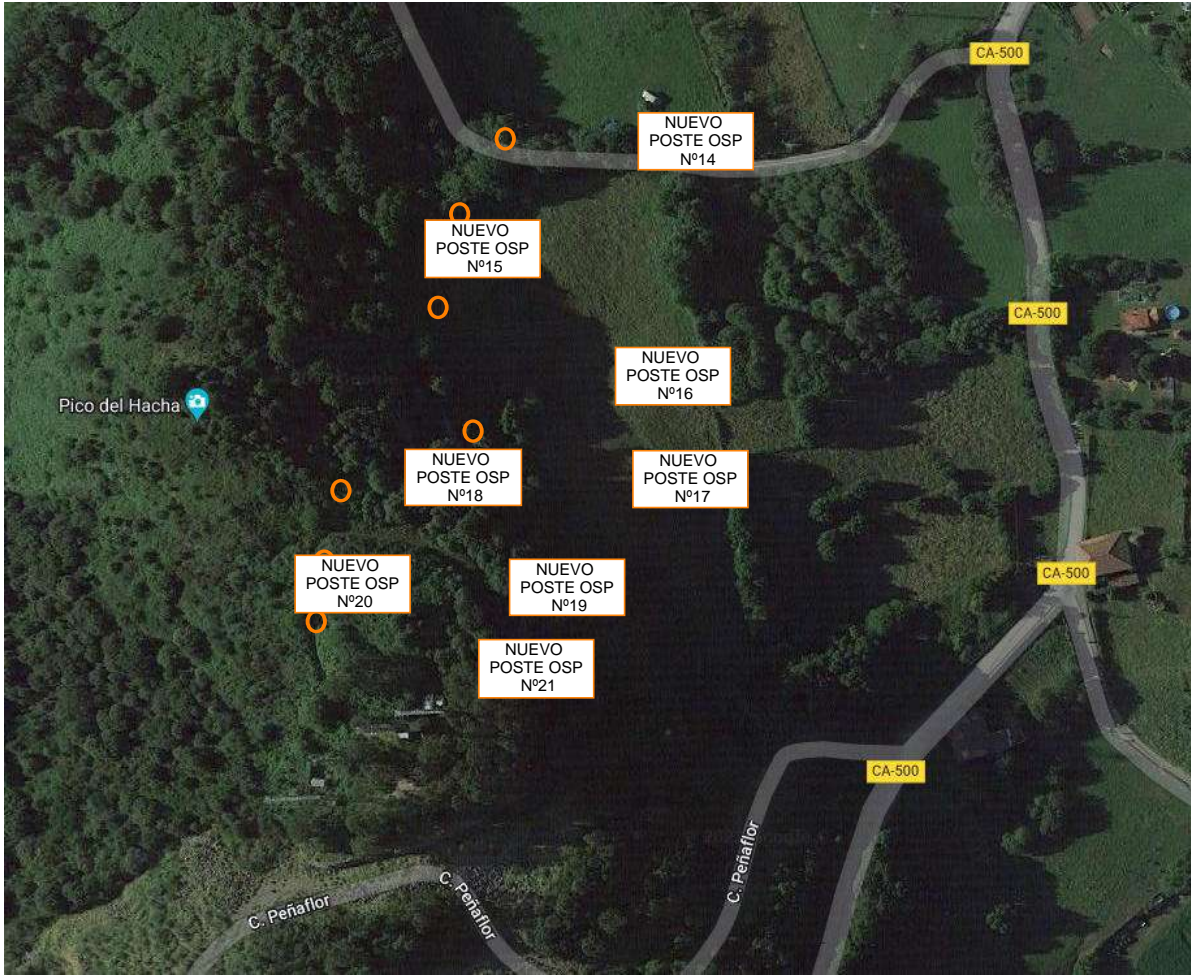 CA-500
NUEVO
POSTE OSP
Nº14
NUEVO
POSTE OSP
Nº15
CA-500
NUEVO
POSTE OSP
Nº16
Pico del Hacha
NUEVO
POSTE OSP
Nº18
NUEVO
POSTE OSP
Nº17
NUEVO
POSTE OSP
Nº20
NUEVO
POSTE OSP
Nº19
CA-500
NUEVO
POSTE OSP
Nº21
CA-500
C. Peñaflor
C. Peñaflor
C. Peñaflor